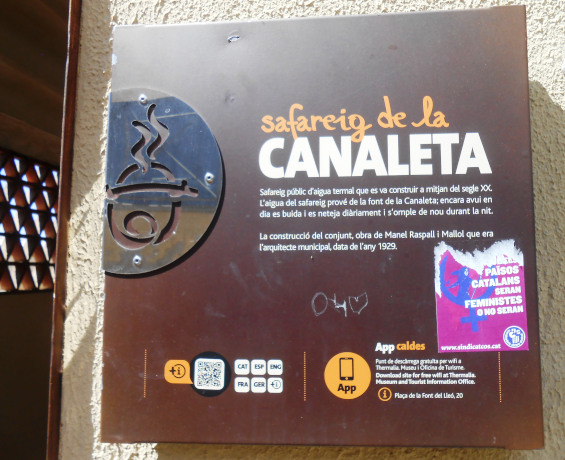 safareig de la
CANALETA
Safareig públic d'aigua termal que es va construir a mitjan del segle XX.
L'aigua del safareig prové de la font de la Canaleta; encara avui en
dia es buida i es neteja diàriament i s'omple de nou durant la nit.
La construcció del conjunt, obra de Manel Raspall i Mallol que era
l'arquitecte municipal, data de l'any 1929.
PAÏSOS
CATALANS
SERAN
FEMINISTES
O NO SERAN
www.sindicatcos.cat
+i
CAT ESP ENG
FRA GER +i
App
App caldes
Punt de descàrrega gratuïta per wifi a
Thermalia. Museu i Oficina de Turisme.
Download site for free wifi at Thermalia.
Museum and Tourist Information Office.
i Plaça de la Font del Lleó, 20